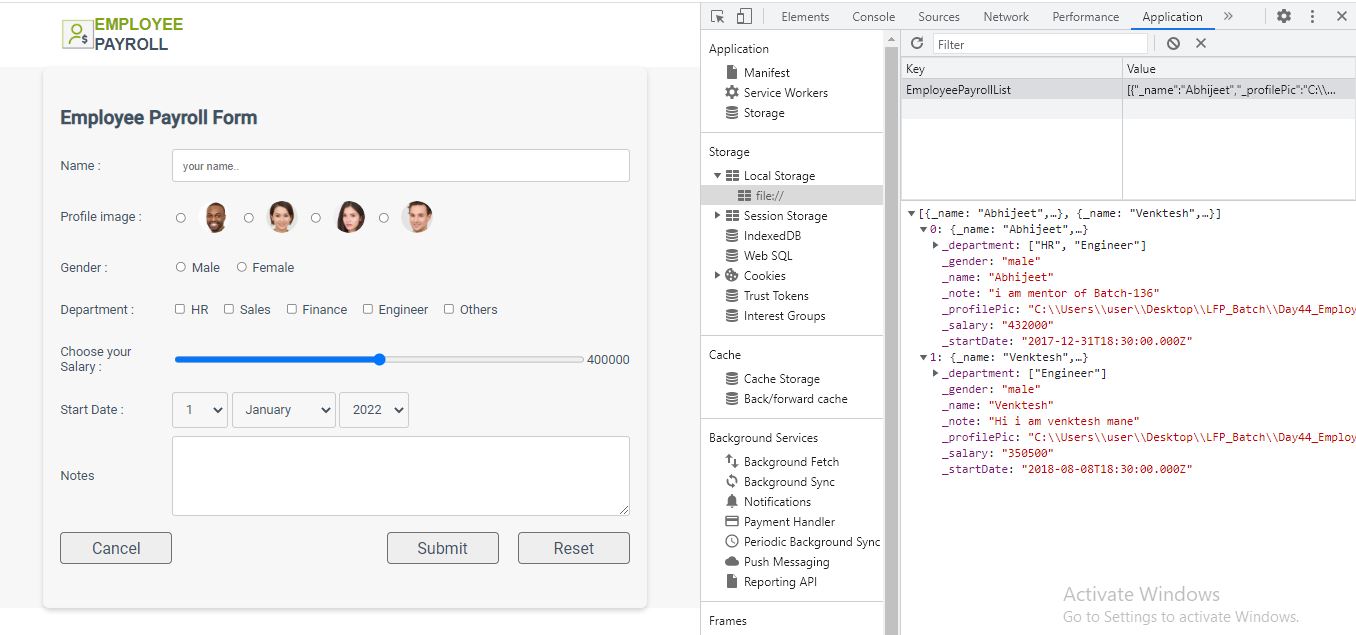 EMPLOYEE
PAYROLL
Employee Payroll Form
Name :
your name..
Profile image :
Gender :
Male
Female
Department :
HR
Sales
Finance
Engineer
Others
Choose your
Salary :
400000
Start Date :
1
January
2022
Notes
Cancel
Submit
Reset
Elements
Console
Sources
Network
Performance
Application
Application
Manifest
Service Workers
Storage
Storage
Local Storage
file://
Session Storage
IndexedDB
Web SQL
Cookies
Trust Tokens
Interest Groups
Cache
Cache Storage
Back/forward cache
Background Services
Background Fetch
Background Sync
Notifications
Payment Handler
Periodic Background Sync
Push Messaging
Reporting API
Frames
Filter
Key
Value
EmployeePayrollList
[{"_name":"Abhijeet","_profilePic":"C:\\…
[{_name: "Abhijeet",…}, {_name: "Venktesh",…}]
0: {_name: "Abhijeet",…}
_department: ["HR", "Engineer"]
_gender: "male"
_name: "Abhijeet"
_note: "i am mentor of Batch-136"
_profilePic: "C:\\Users\\user\\Desktop\\LFP_Batch\\Day44_Employ
_salary: "432000"
_startDate: "2017-12-31T18:30:00.000Z"
1: {_name: "Venktesh",…}
_department: ["Engineer"]
_gender: "male"
_name: "Venktesh"
_note: "Hi i am venktesh mane"
_profilePic: "C:\\Users\\user\\Desktop\\LFP_Batch\\Day44_Employ
_salary: "350500"
_startDate: "2018-08-08T18:30:00.000Z"
Activate Windows
Go to Settings to activate Windows.